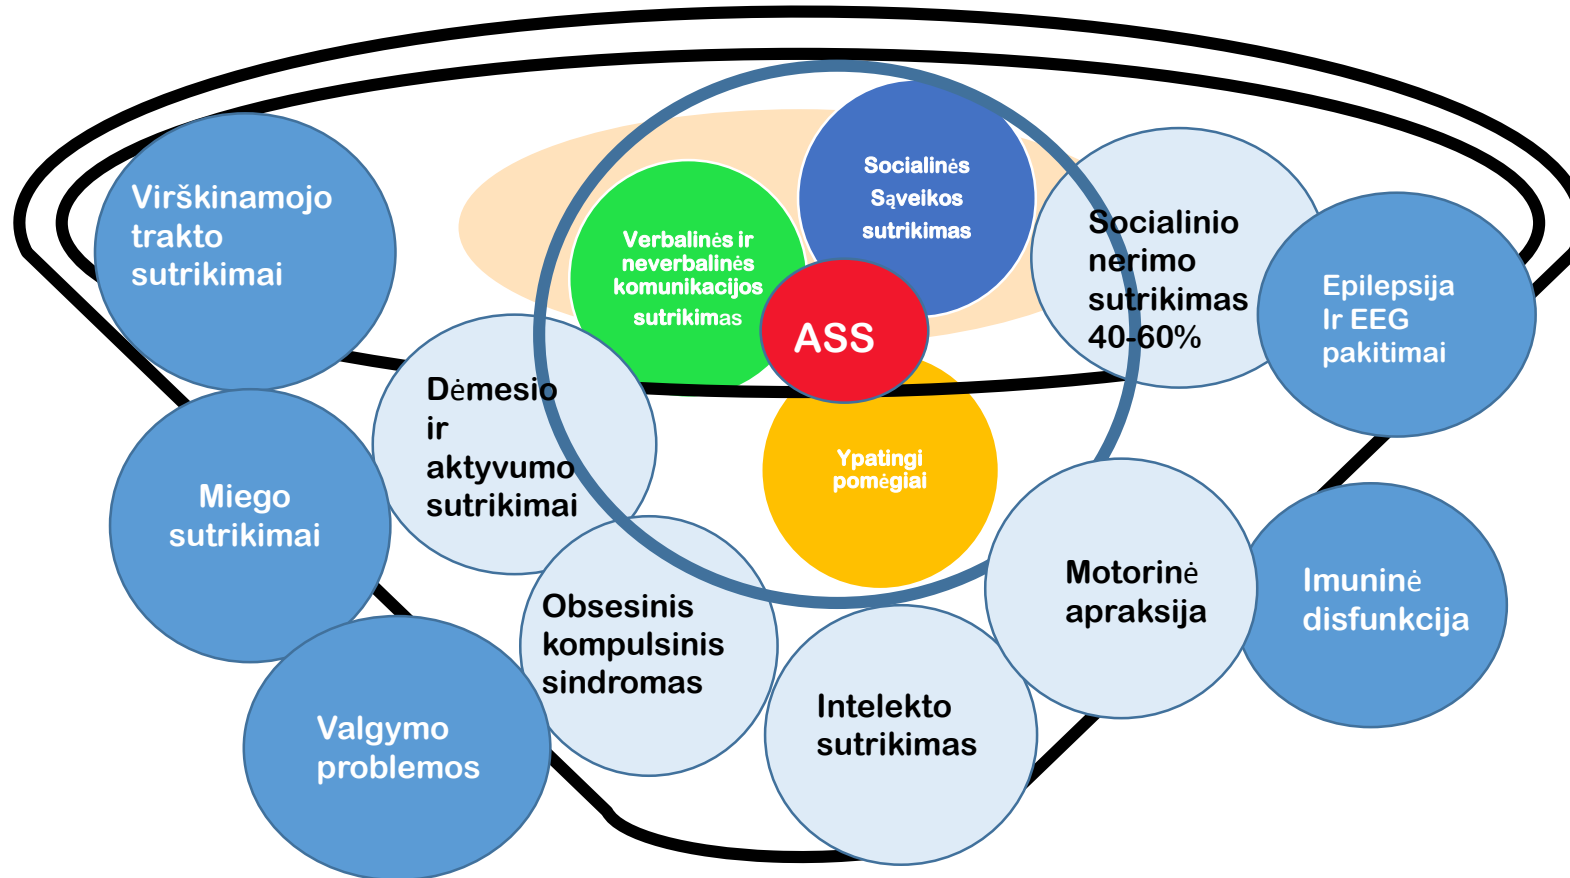 Virškinamojo
trakto
sutrikimai
Verbalinės ir
neverbalinės
komunikacijos
sutrikimas
Socialinės
Sąveikos
sutrikimas
Socialinio
nerimo
sutrikimas
40-60%
Epilepsija
Ir EEG
pakitimai
ASS
Dėmesio
ir
aktyvumo
sutrikimai
Ypatingi
pomėgiai
Miego
sutrikimai
Obsesinis
kompulsinis
sindromas
Motorinė
apraksija
Imuninė
disfunkcija
Valgymo
problemos
Intelekto
sutrikimas